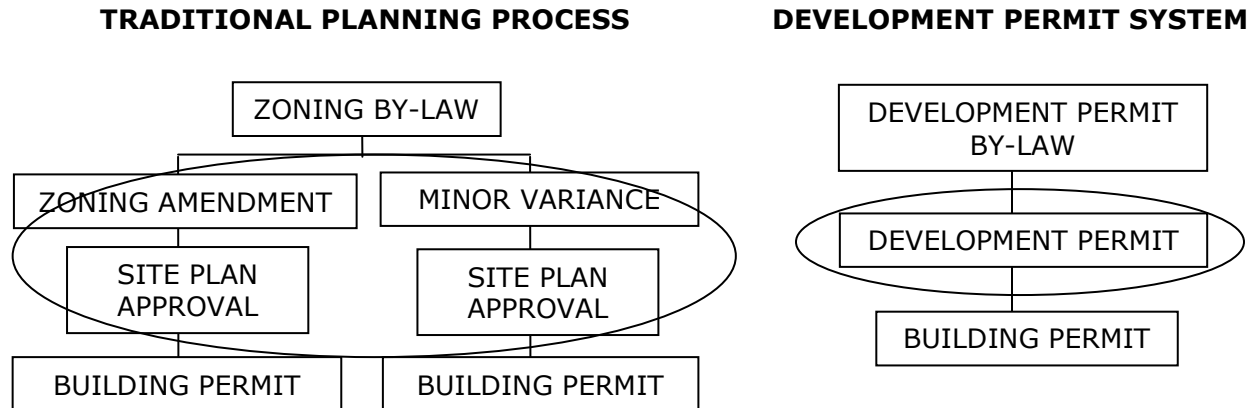 TRADITIONAL PLANNING PROCESS
ZONING BY-LAW
ZONING AMENDMENT
MINOR VARIANCE
SITE PLAN
APPROVAL
SITE PLAN
APPROVAL
BUILDING PERMIT
BUILDING PERMIT
DEVELOPMENT PERMIT SYSTEM
DEVELOPMENT PERMIT
BY-LAW
DEVELOPMENT PERMIT
BUILDING PERMIT